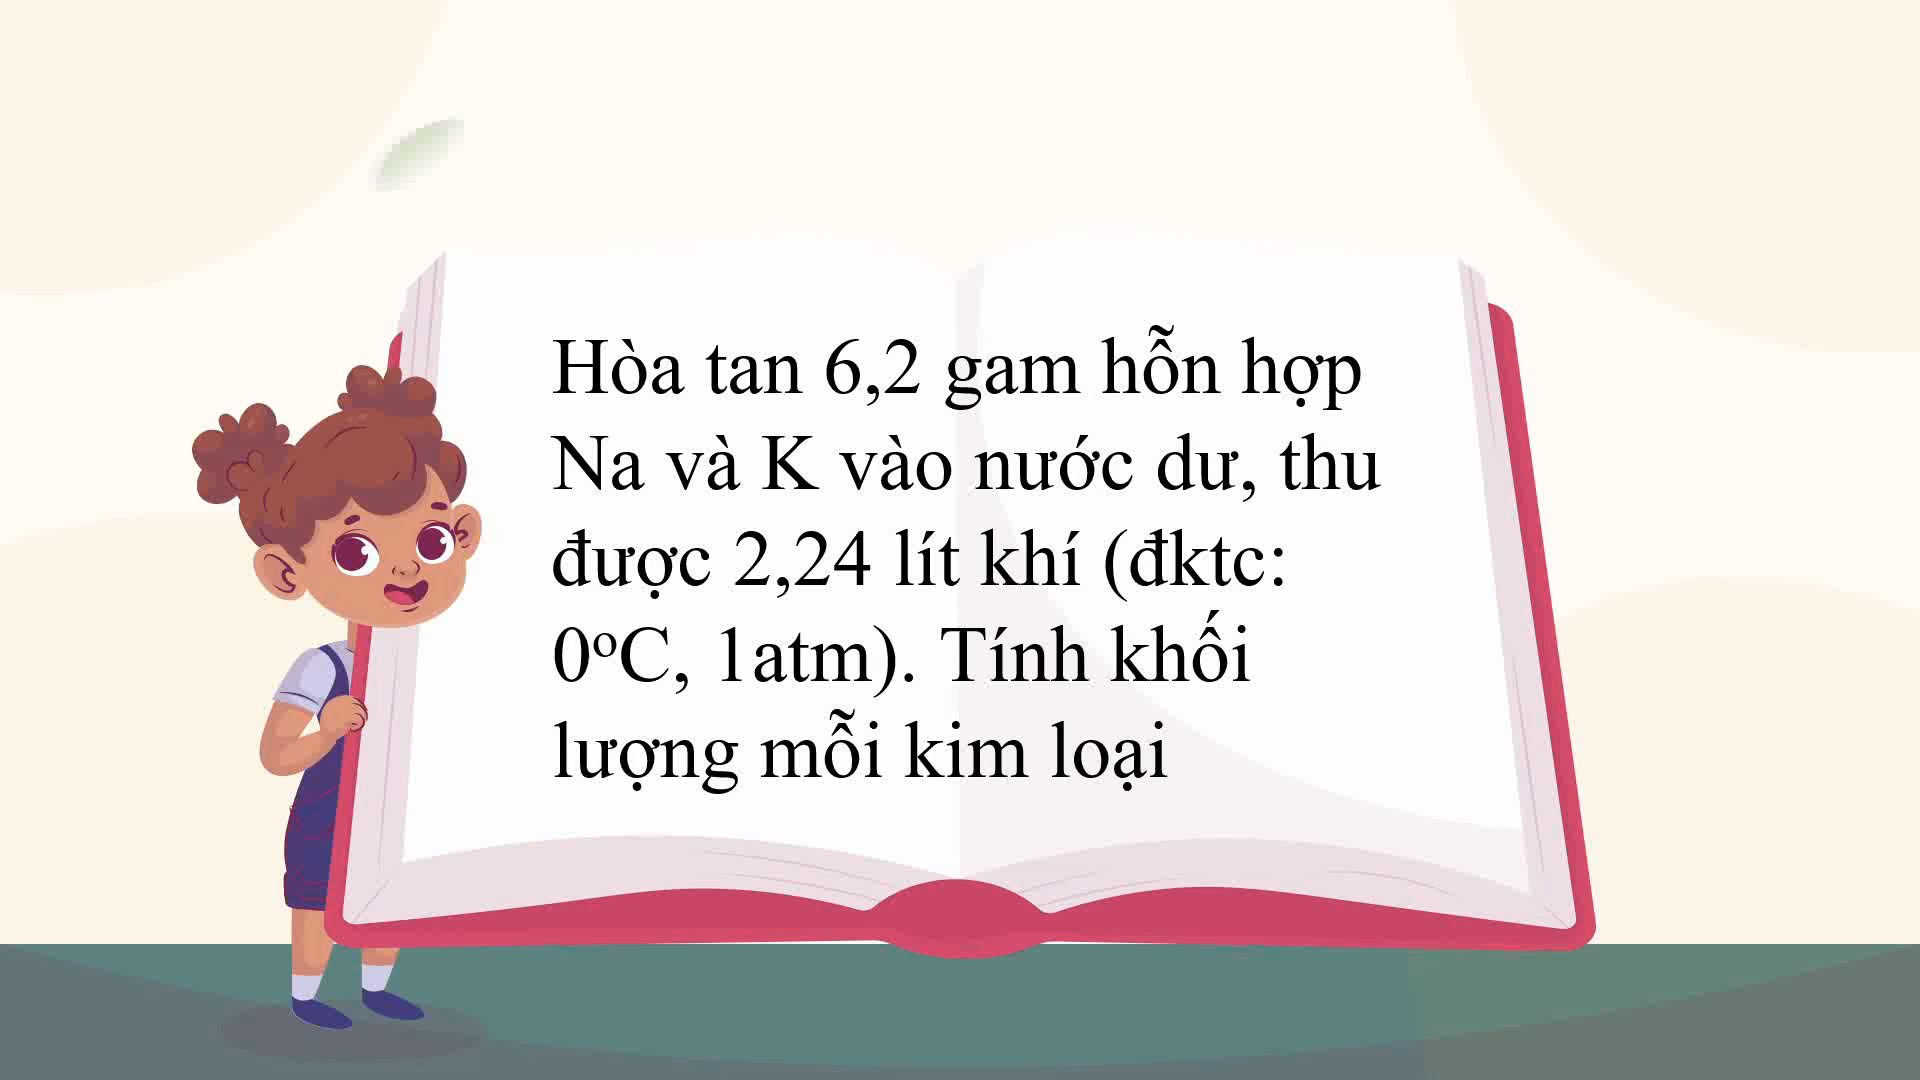 Hòa tan 6,2 gam hỗn hợp
Na và K vào nước dư, thu
được 2,24 lít khí (đktc:
0ºC, 1atm). Tính khối
lượng mỗi kim loại